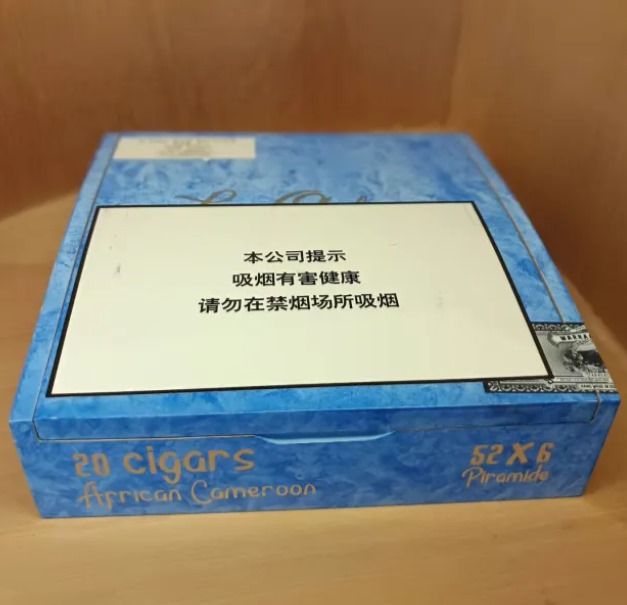 本公司提示
吸烟有害健康
请勿在禁烟场所吸烟
20 cigars
52 X 6
African Cameroon
Piramide